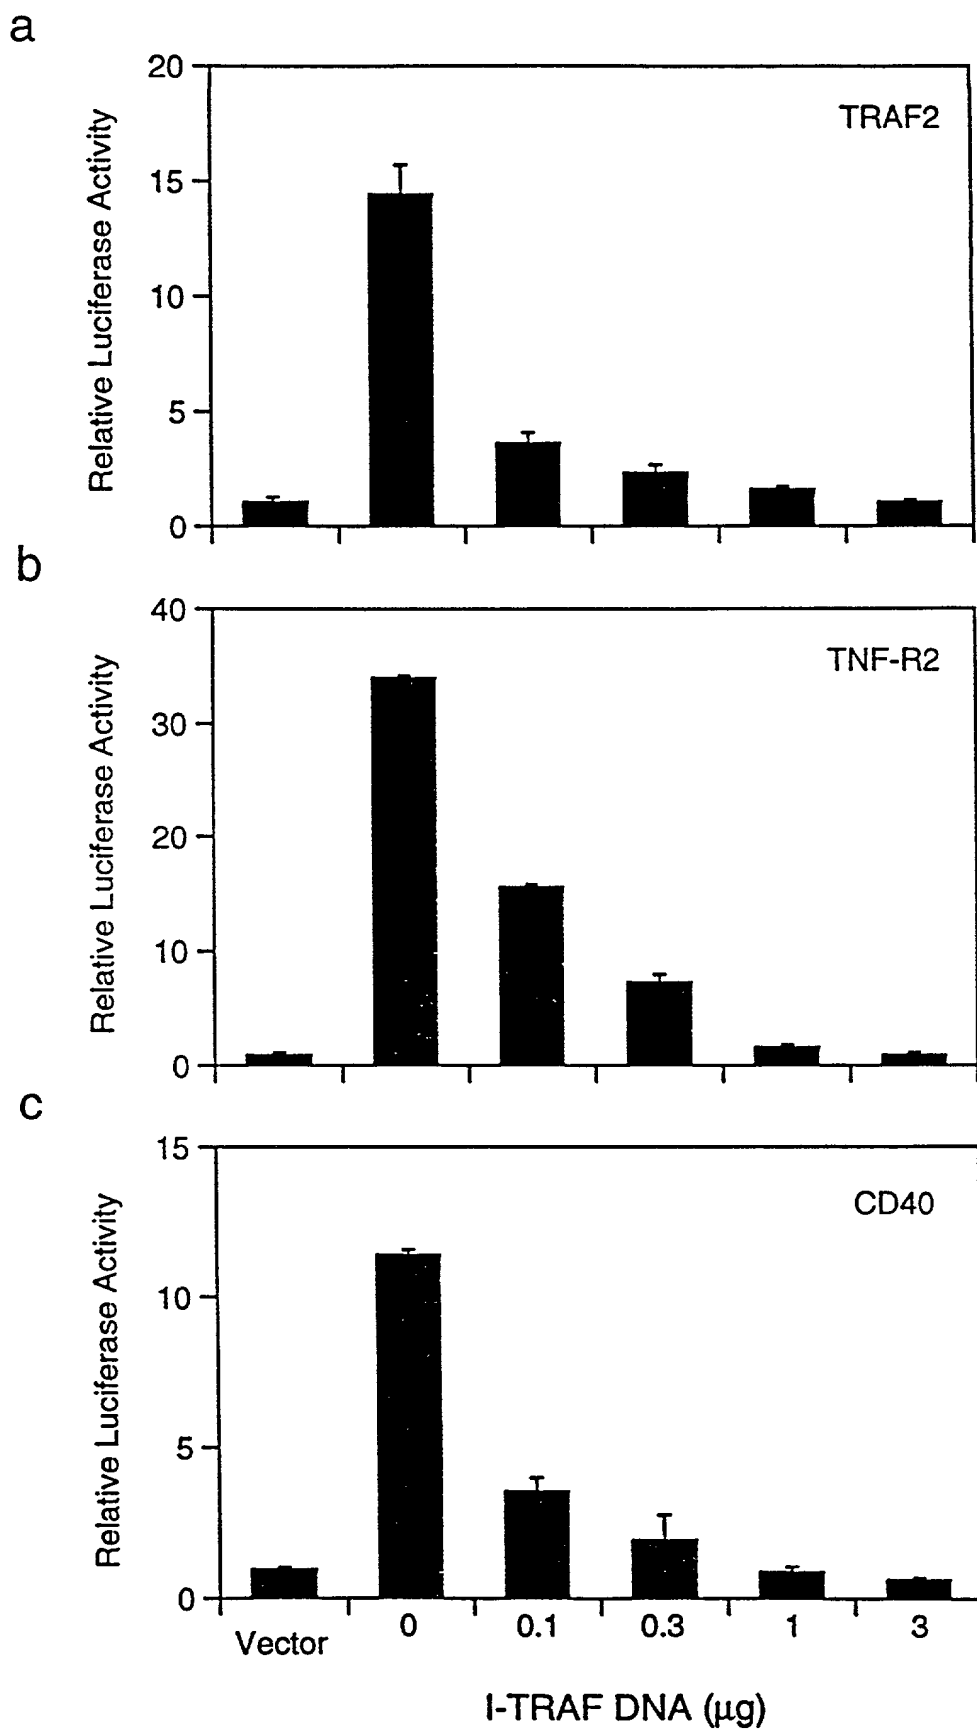 a
20
TRAF2
15
10
5
0
Relative Luciferase Activity
b
40
TNF-R2
30
20
10
0
Relative Luciferase Activity
c
15
CD40
10
5
0
Relative Luciferase Activity
Vector 0 0.1 0.3 1 3
I-TRAF DNA (μg)